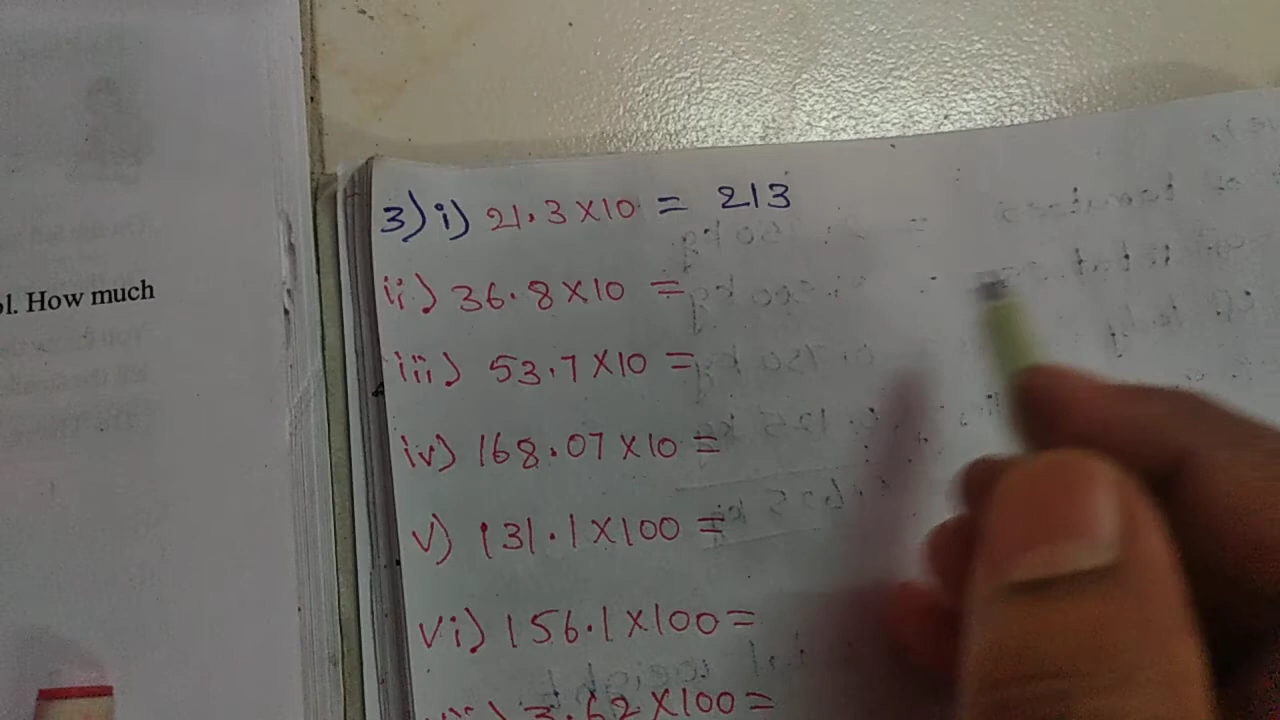 ol. How much
3) i) 21.3 × 10 = 213
ii) 36.8 × 10 =
iii) 53.7 × 10 =
iv) 168.07 × 10 =
v) 131.1 × 100 =
vi) 156.1 × 100 =
3.62 × 100 =